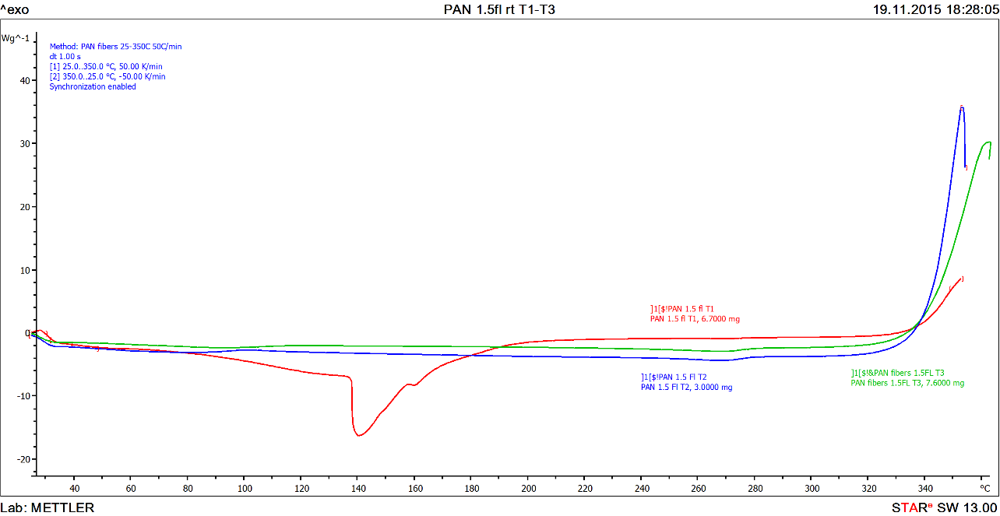 ^exo
PAN 1.5fl rt T1-T3
19.11.2015 18:28:05
Wg^-1
Method: PAN fibers 25-350C 50C/min
dt 1.00 s
[1] 25.0..350.0 °C, 50.00 K/min
[2] 350.0..25.0 °C, -50.00 K/min
Synchronization enabled
40
30
20
10
0
-10
-20
]1[$!PAN 1.5 fl T1
PAN 1.5 fl T1, 6.7000 mg
]1[$!&PAN fibers 1.5FL T3
PAN fibers 1.5FL T3, 7.6000 mg
]1[$!PAN 1.5 Fl T2
PAN 1.5 Fl T2, 3.0000 mg
40 60 80 100 120 140 160 180 200 220 240 260 280 300 320 340 °C
Lab: METTLER
STARe SW 13.00